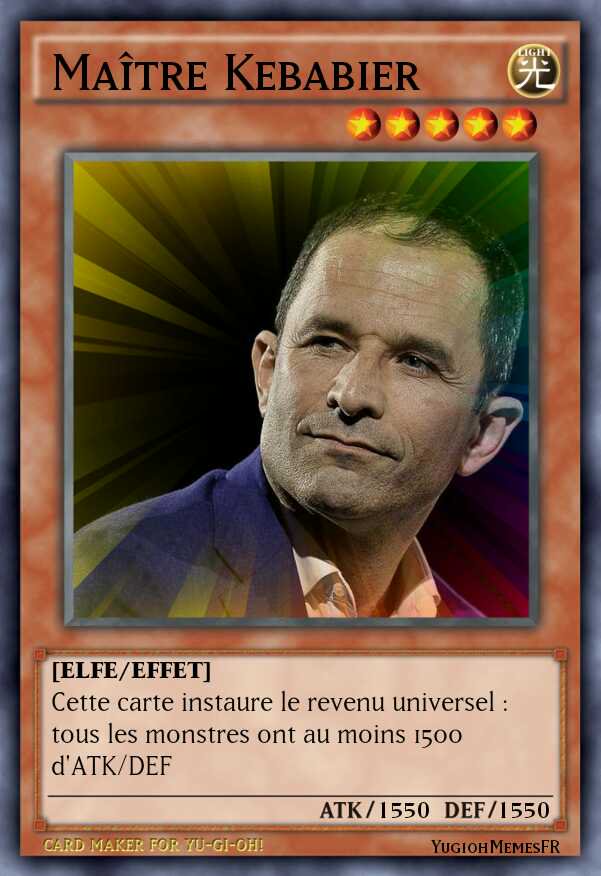 Maître Kebabier
LIGHT
光
[ELFE/EFFET]
Cette carte instaure le revenu universel :
tous les monstres ont au moins 1500
d'ATK/DEF
ATK/1550 DEF/1550
CARD MAKER FOR YU-GI-OH!
YugiohMemesFR